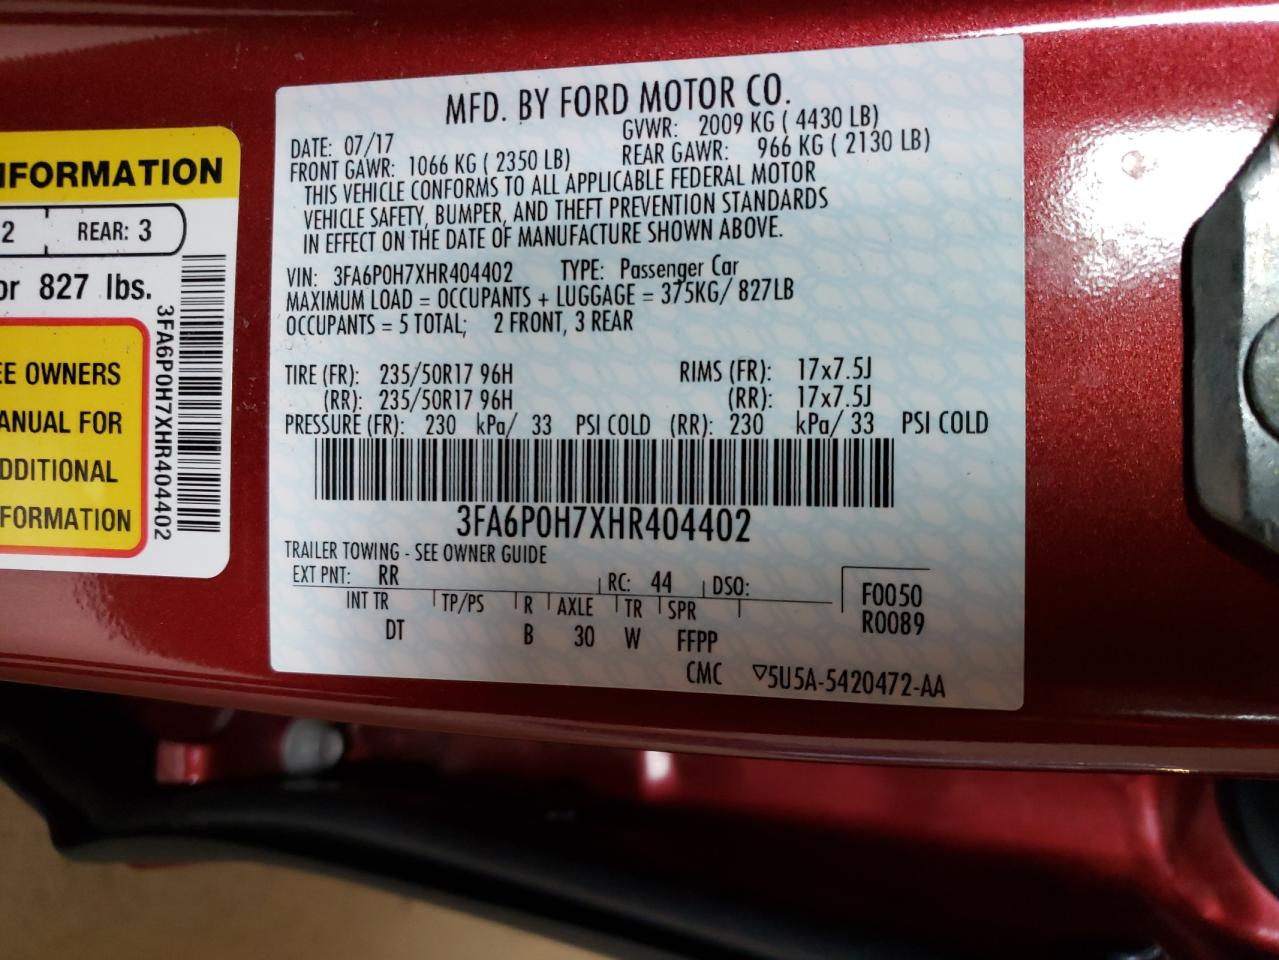 NFORMATION
2 REAR: 3
or 827 lbs.
EE OWNERS
ANUAL FOR
DDITIONAL
FORMATION
3FA6P0H7XHR404402
MFD. BY FORD MOTOR CO.
DATE: 07/17 GVWR: 2009 KG ( 4430 LB)
FRONT GAWR: 1066 KG ( 2350 LB) REAR GAWR: 966 KG ( 2130 LB)
THIS VEHICLE CONFORMS TO ALL APPLICABLE FEDERAL MOTOR
VEHICLE SAFETY, BUMPER, AND THEFT PREVENTION STANDARDS
IN EFFECT ON THE DATE OF MANUFACTURE SHOWN ABOVE.
VIN: 3FA6P0H7XHR404402 TYPE: Passenger Car
MAXIMUM LOAD = OCCUPANTS + LUGGAGE = 375KG/ 827LB
OCCUPANTS = 5 TOTAL; 2 FRONT, 3 REAR
TIRE (FR): 235/50R17 96H RIMS (FR): 17x7.5J
(RR): 235/50R17 96H (RR): 17x7.5J
PRESSURE (FR): 230 kPa/ 33 PSI COLD (RR): 230 kPa/ 33 PSI COLD
3FA6P0H7XHR404402
TRAILER TOWING - SEE OWNER GUIDE
EXT PNT: RR RC: 44 DSO:
INT TR TP/PS R AXLE TR SPR
DT B 30 W FFPP
F0050
R0089
CMC ▽5U5A-5420472-AA